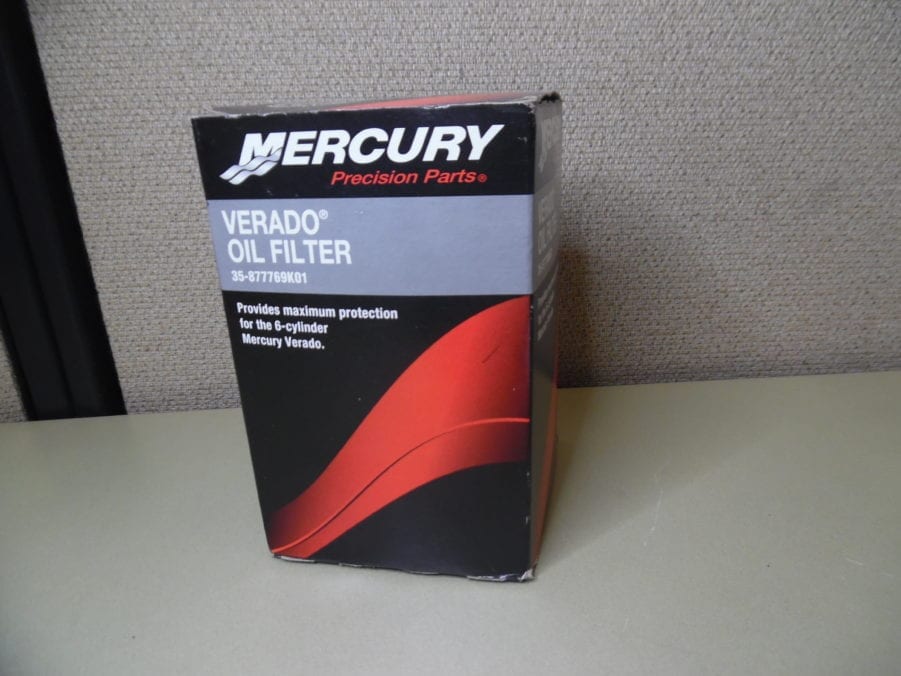 MERCURY
Precision Parts®
VERADO®
OIL FILTER
35-877769K01
Provides maximum protection
for the 6-cylinder
Mercury Verado.